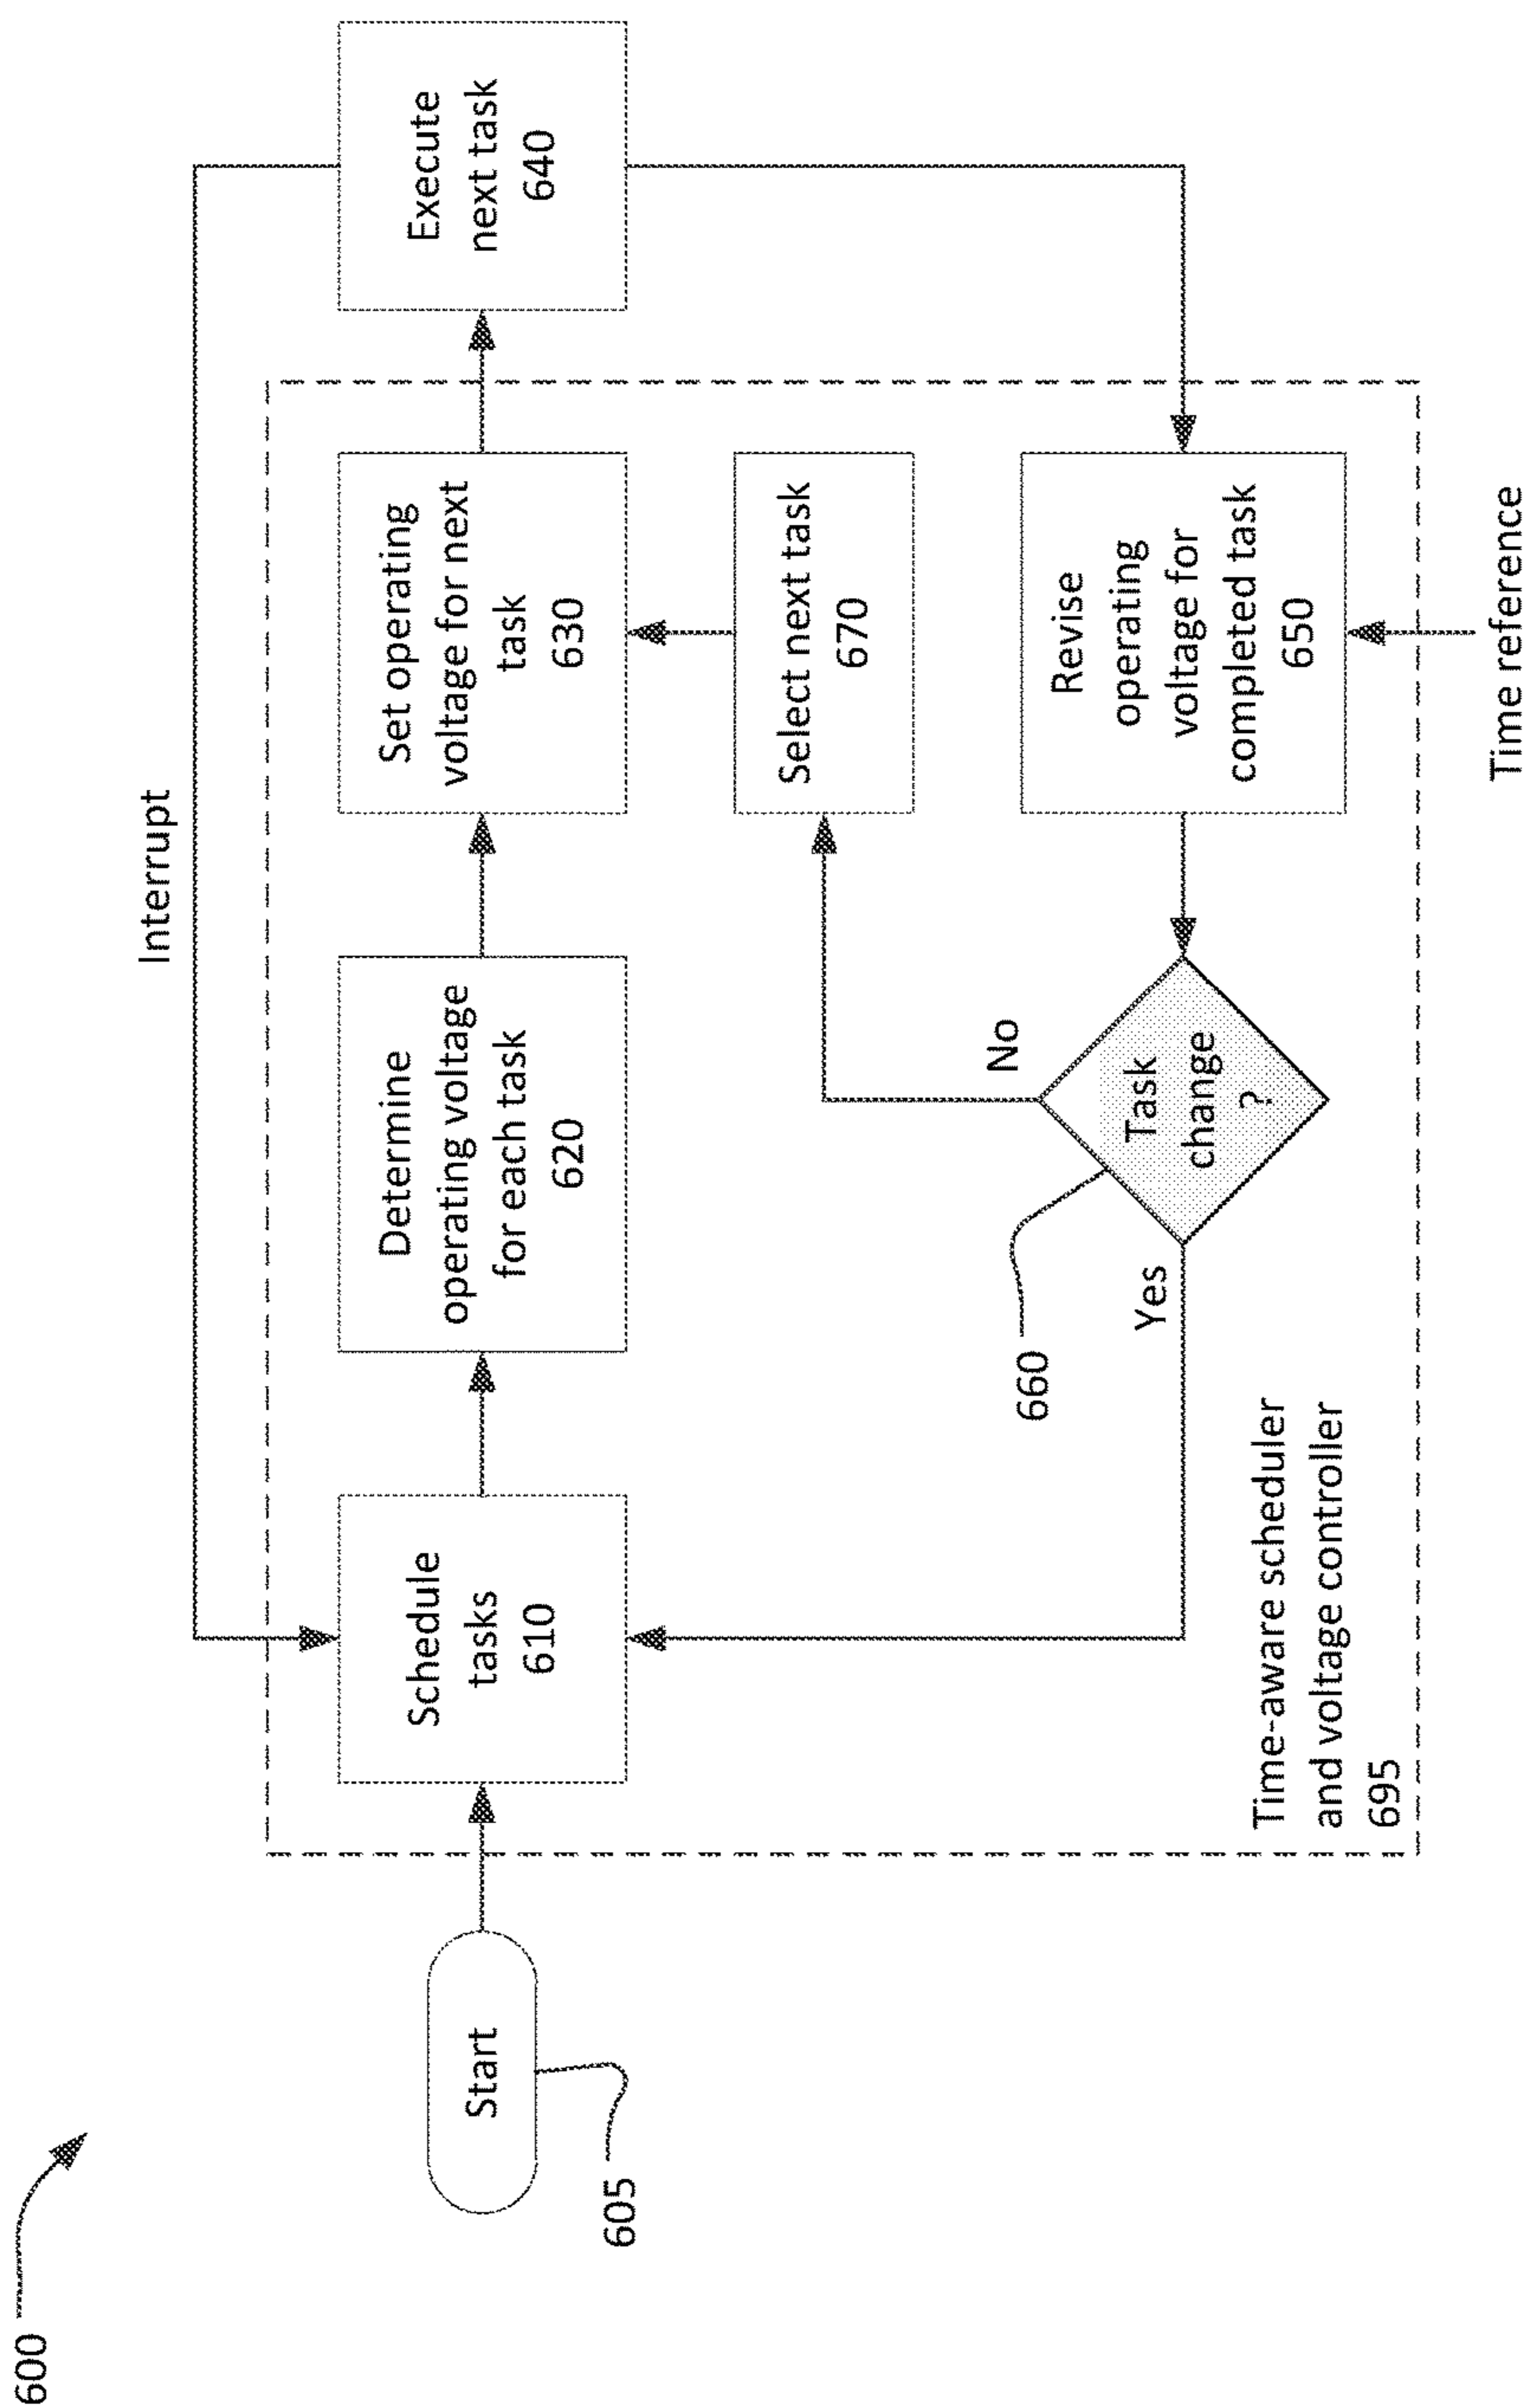 600
Interrupt
Start
605
Schedule
tasks
610
Determine
operating voltage
for each task
620
Set operating
voltage for next
task
630
Execute
next task
640
Select next task
670
660
Yes
No
Task
change
?
Revise
operating
voltage for
completed task
650
Time-aware scheduler
and voltage controller
695
Time reference